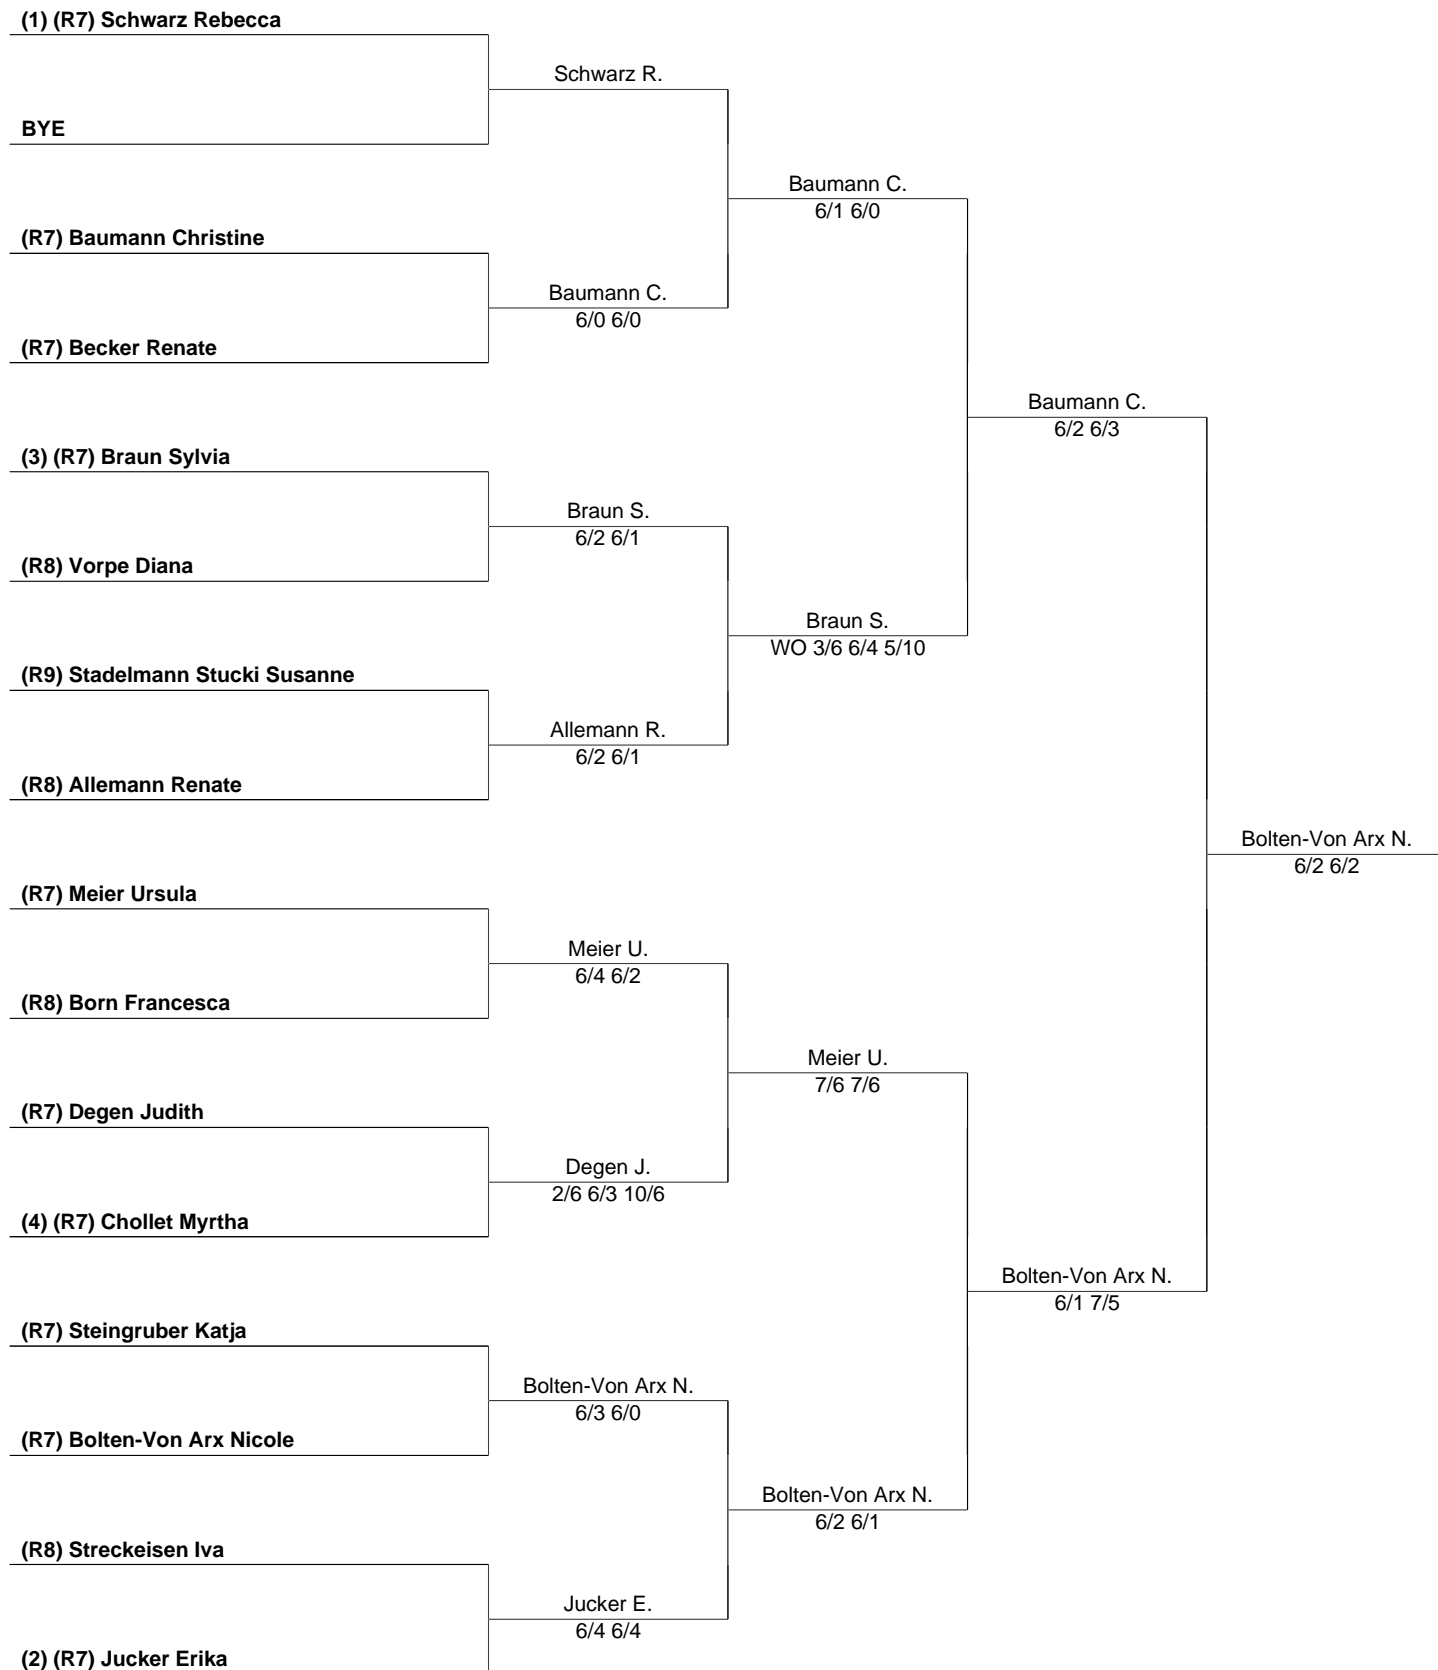 (1) (R7) Schwarz Rebecca
Schwarz R.
BYE
Baumann C.
6/1 6/0
(R7) Baumann Christine
Baumann C.
6/0 6/0
(R7) Becker Renate
Baumann C.
6/2 6/3
(3) (R7) Braun Sylvia
Braun S.
6/2 6/1
(R8) Vorpe Diana
Braun S.
WO 3/6 6/4 5/10
(R9) Stadelmann Stucki Susanne
Allemann R.
6/2 6/1
(R8) Allemann Renate
Bolten-Von Arx N.
6/2 6/2
(R7) Meier Ursula
Meier U.
6/4 6/2
(R8) Born Francesca
Meier U.
7/6 7/6
(R7) Degen Judith
Degen J.
2/6 6/3 10/6
(4) (R7) Chollet Myrtha
Bolten-Von Arx N.
6/1 7/5
(R7) Steingruber Katja
Bolten-Von Arx N.
6/3 6/0
(R7) Bolten-Von Arx Nicole
Bolten-Von Arx N.
6/2 6/1
(R8) Streckeisen Iva
Jucker E.
6/4 6/4
(2) (R7) Jucker Erika